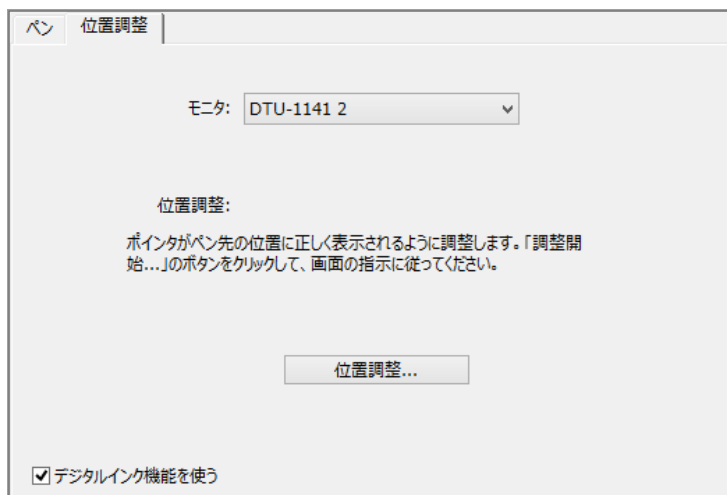 ペン 位置調整
モニタ: DTU-1141 2
位置調整:
ポインタがペン先の位置に正しく表示されるように調整します。「調整開
始...」のボタンをクリックして、画面の指示に従ってください。
位置調整...
デジタルインク機能を使う